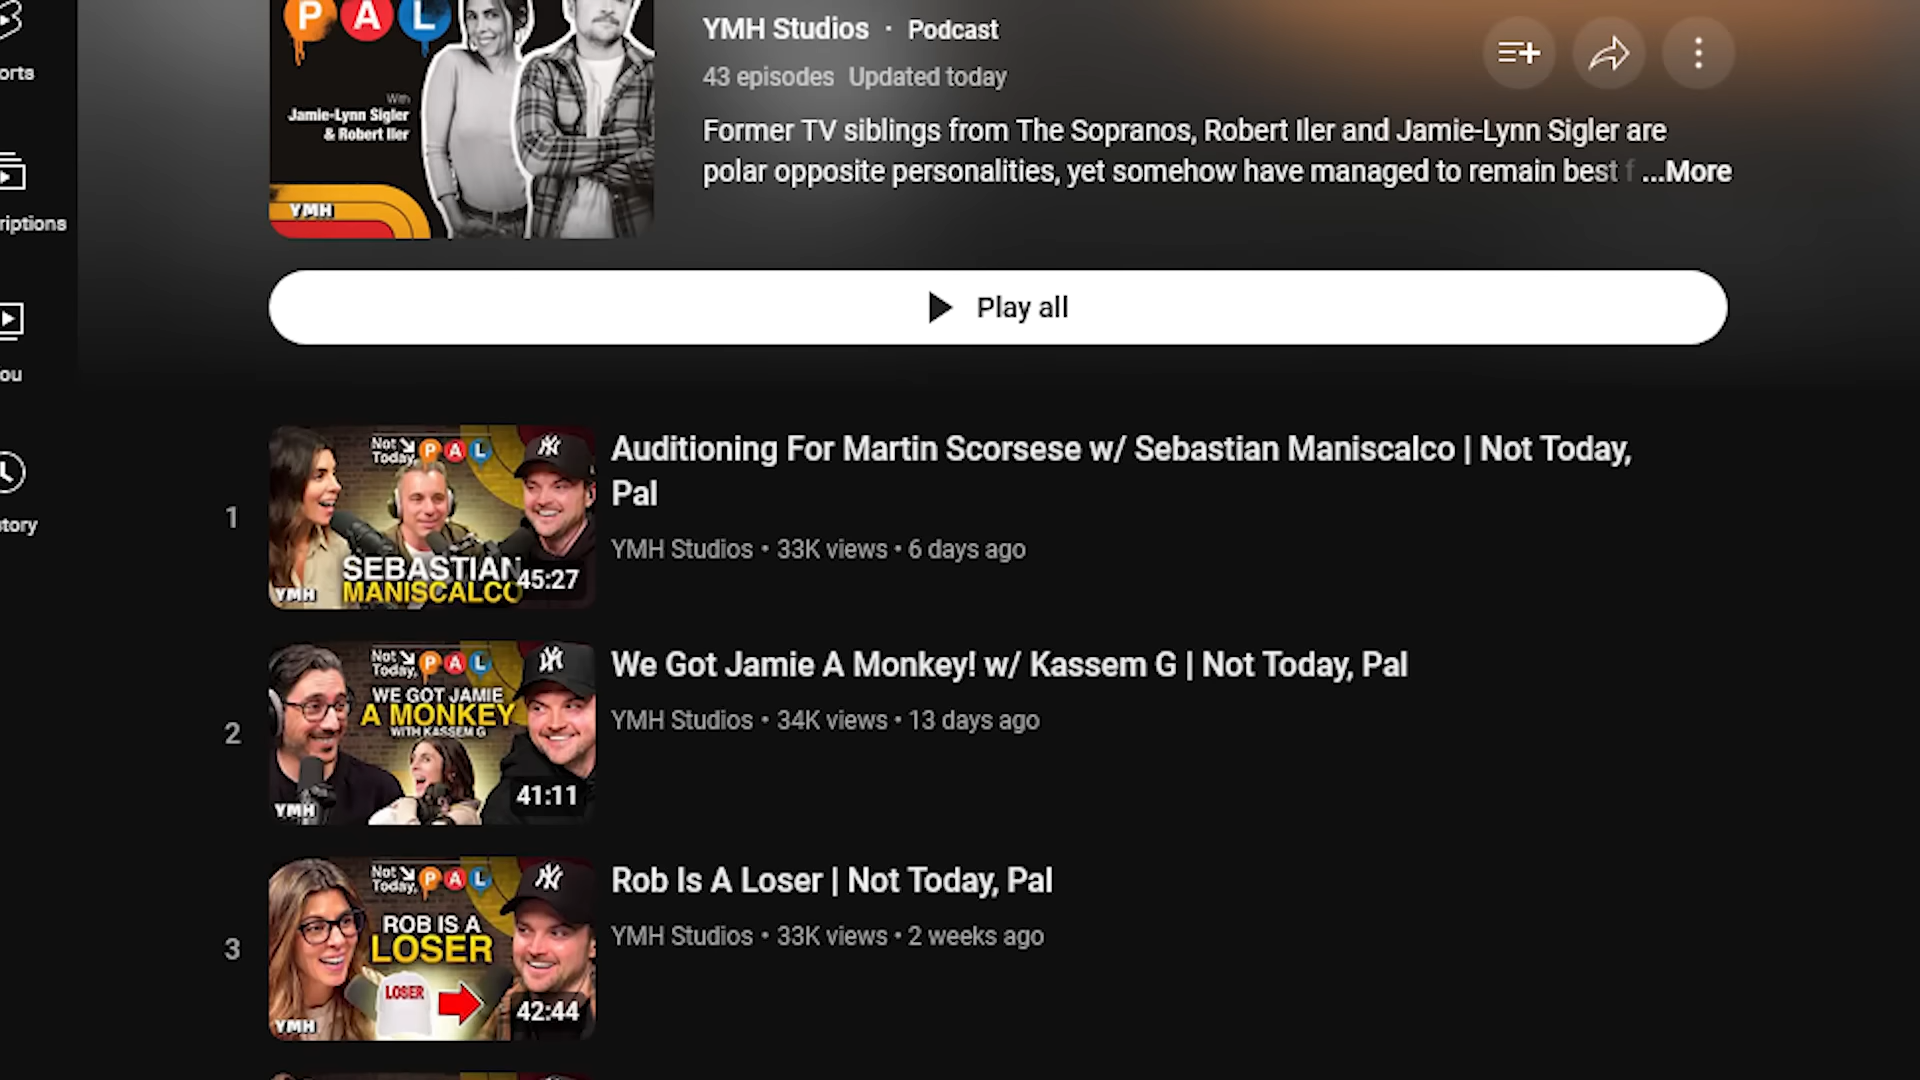 P A L
With
Jamie-Lynn Sigler
& Robert Iler
YMH
YMH Studios · Podcast
43 episodes Updated today
Former TV siblings from The Sopranos, Robert Iler and Jamie-Lynn Sigler are
polar opposite personalities, yet somehow have managed to remain best f ...More
orts
riptions
ou
story
Play all
1
Not
Today, P A L
SEBASTIAN
MANISCALCO
YMH
45:27
Auditioning For Martin Scorsese w/ Sebastian Maniscalco | Not Today,
Pal
YMH Studios • 33K views • 6 days ago
2
Not
Today, P A L
WE GOT JAMIE
A MONKEY
WITH KASSEM G
YMH
41:11
We Got Jamie A Monkey! w/ Kassem G | Not Today, Pal
YMH Studios • 34K views • 13 days ago
3
Not
Today, P A L
ROB IS A
LOSER
LOSER
YMH
42:44
Rob Is A Loser | Not Today, Pal
YMH Studios • 33K views • 2 weeks ago